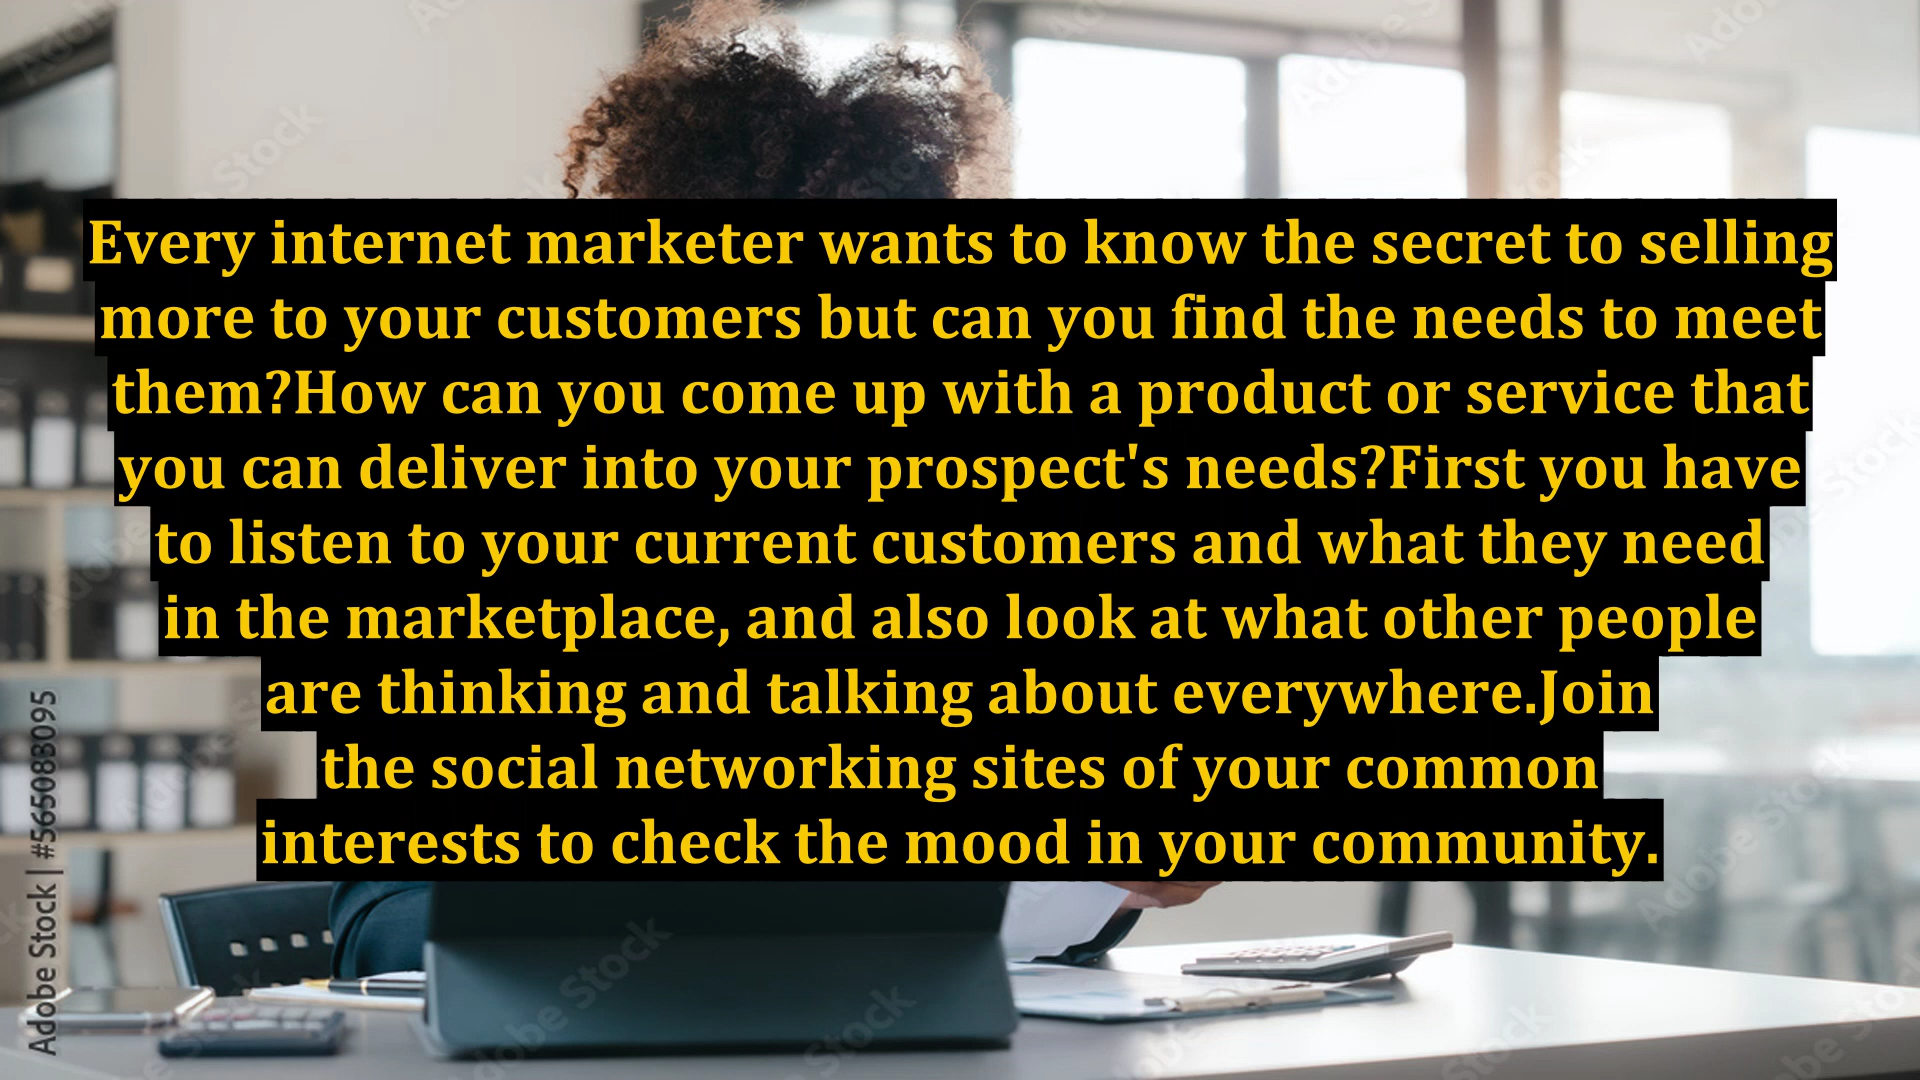 Every internet marketer wants to know the secret to selling
more to your customers but can you find the needs to meet
them?How can you come up with a product or service that
you can deliver into your prospect's needs?First you have
to listen to your current customers and what they need
in the marketplace, and also look at what other people
are thinking and talking about everywhere.Join
the social networking sites of your common
interests to check the mood in your community.
Adobe Stock | #565088095